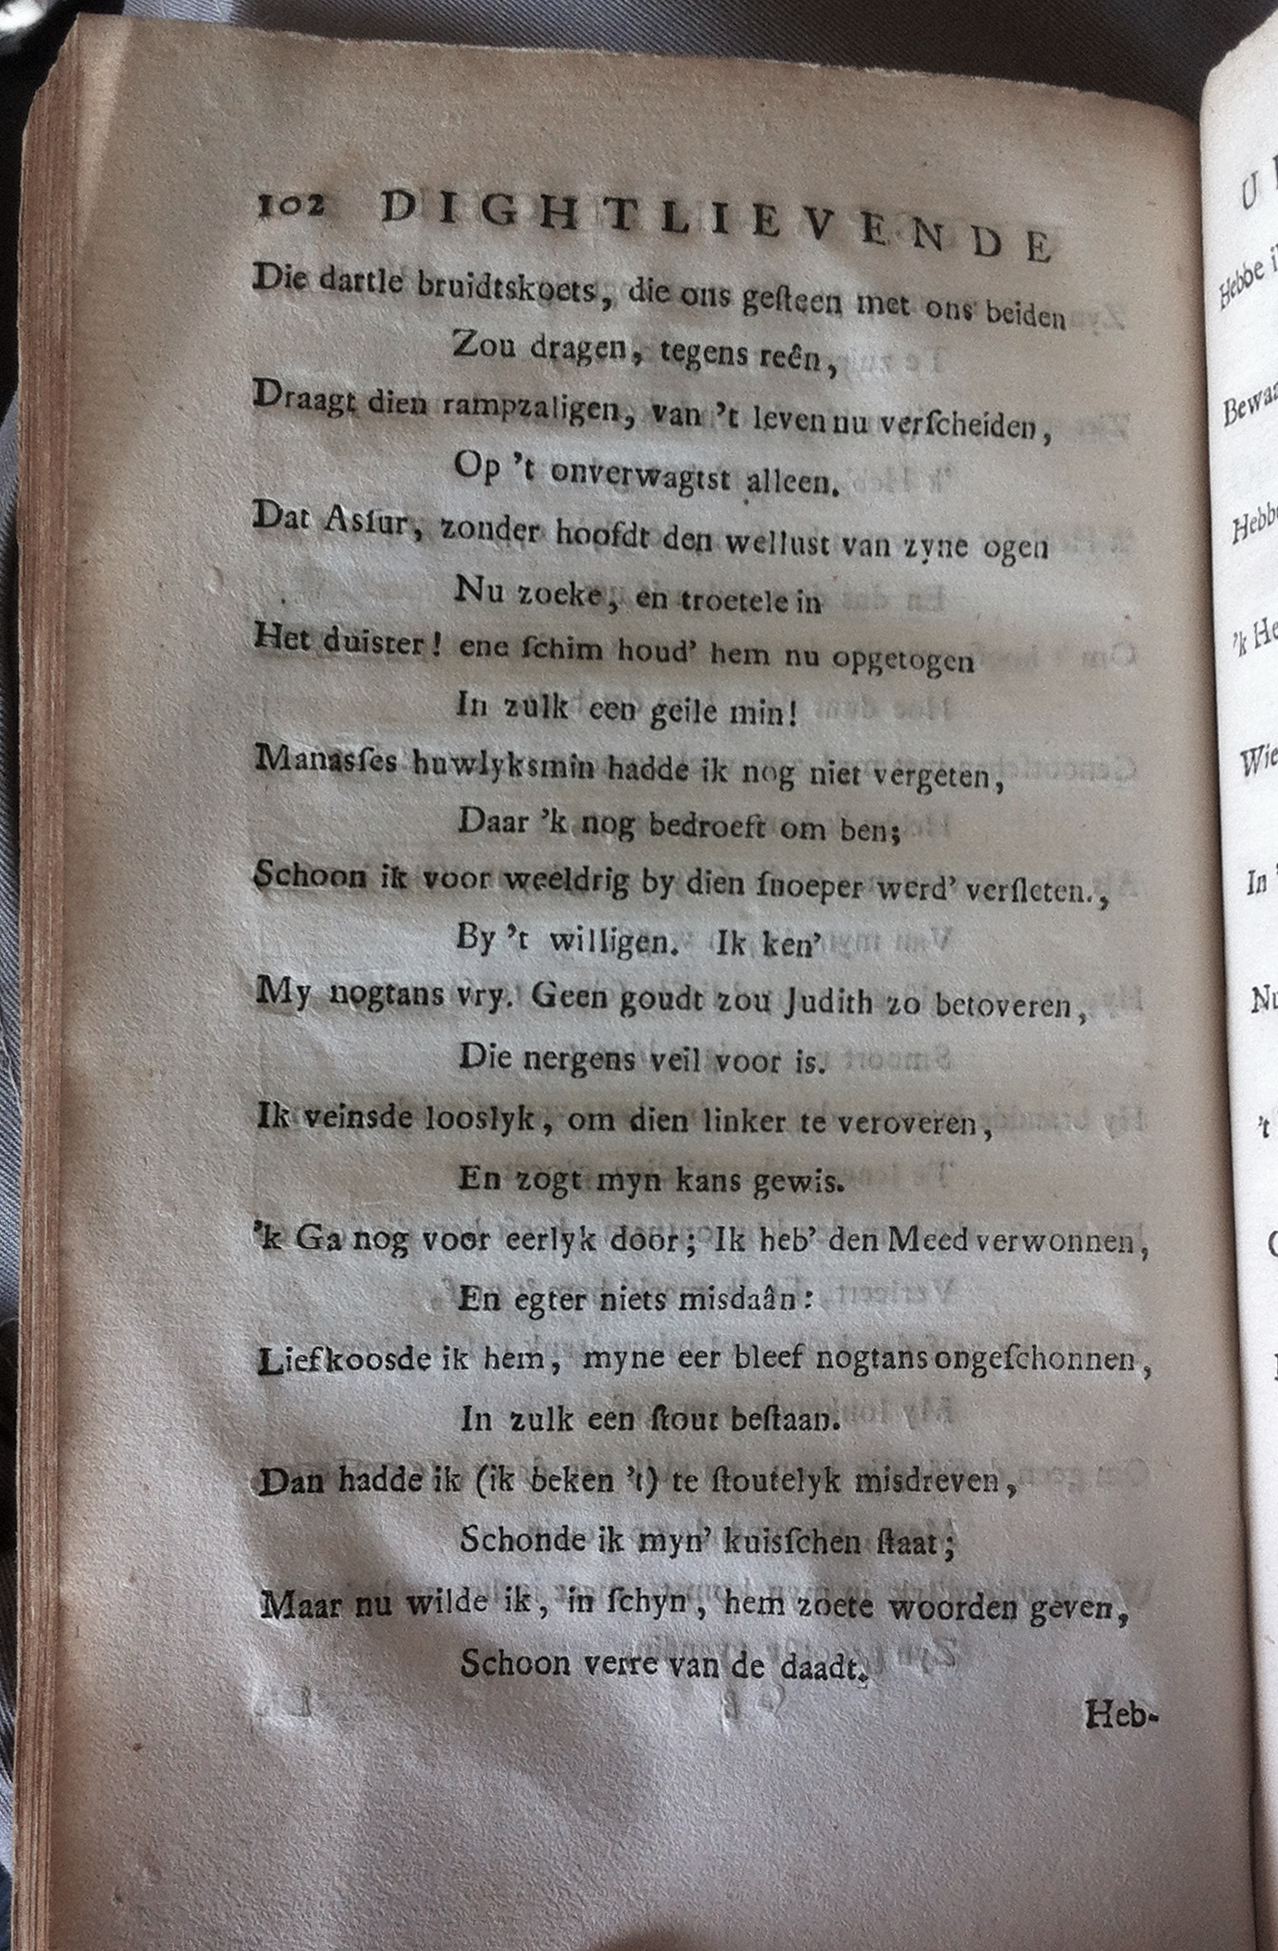 102 DIGHTLIEVENDE
Die dartle bruidtskoets, die ons geſteen met ons beiden
Zou dragen, tegens reên,
Draagt dien rampzaligen, van 't leven nu verſcheiden,
Op 't onverwagtst alleen.
Dat Asſur, zonder hoofdt den wellust van zyne ogen
Nu zoeke, en troetele in
Het duister! ene ſchim houd' hem nu opgetogen
In zulk een geile min!
Manasſes huwlyksmin hadde ik nog niet vergeten,
Daar 'k nog bedroeft om ben;
Schoon ik voor weeldrig by dien ſnoeper werd' verſleten.,
By 't willigen. Ik ken'
My nogtans vry. Geen goudt zou Judith zo betoveren,
Die nergens veil voor is.
Ik veinsde looslyk, om dien linker te veroveren,
En zogt myn kans gewis.
'k Ga nog voor eerlyk door; Ik heb' den Meed verwonnen,
En egter niets misdaân:
Liefkoosde ik hem, myne eer bleef nogtans ongeſchonnen,
In zulk een ſtout beſtaan.
Dan hadde ik (ik beken 't) te ſtoutelyk misdreven,
Schonde ik myn' kuisſchen ſtaat;
Maar nu wilde ik, in ſchyn, hem zoete woorden geven,
Schoon verre van de daadt.
Heb-
U
Hebbe
Bewaa
Hebb
'k He
Wie
In
Nu
't